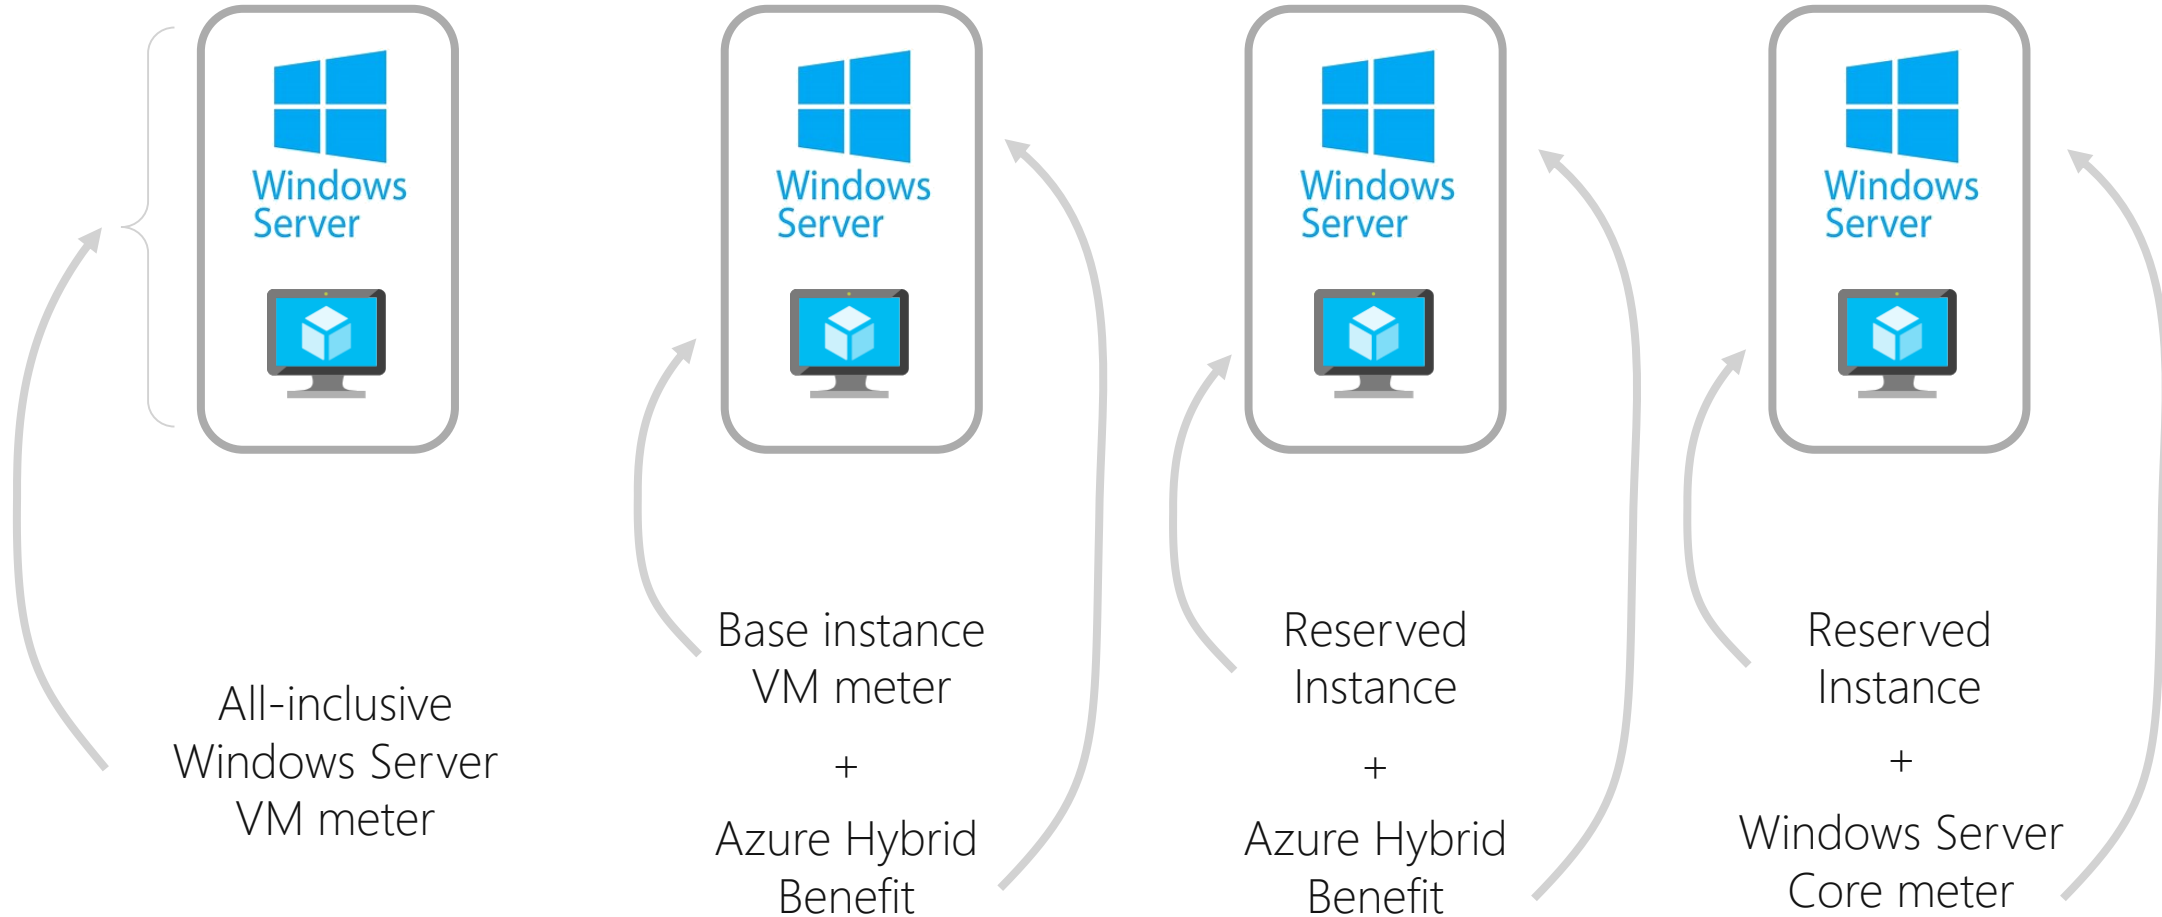 Windows
Server
All-inclusive
Windows Server
VM meter
Windows
Server
Base instance
VM meter
+
Azure Hybrid
Benefit
Windows
Server
Reserved
Instance
+
Azure Hybrid
Benefit
Windows
Server
Reserved
Instance
+
Windows Server
Core meter